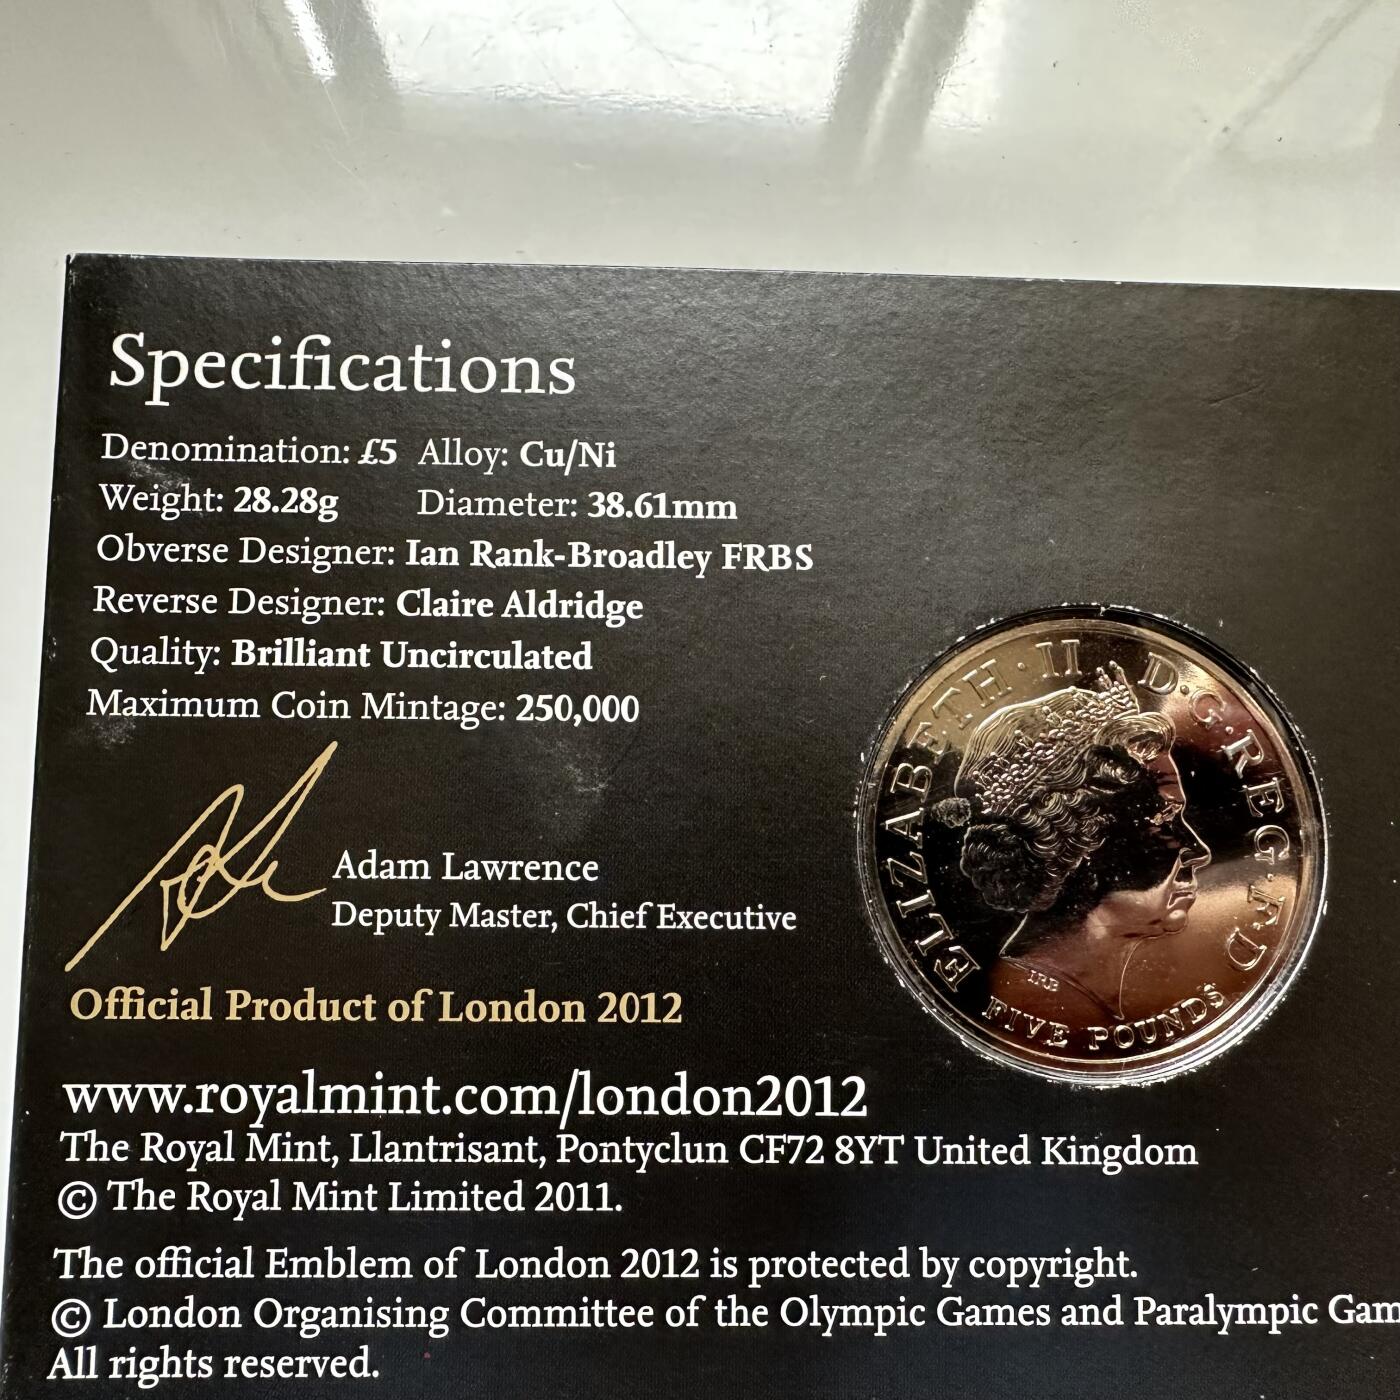 Specifications
Denomination: £5 Alloy: Cu/Ni
Weight: 28.28g Diameter: 38.61mm
Obverse Designer: Ian Rank-Broadley FRBS
Reverse Designer: Claire Aldridge
Quality: Brilliant Uncirculated
Maximum Coin Mintage: 250,000
Adam Lawrence
Deputy Master, Chief Executive
Official Product of London 2012
www.royalmint.com/london2012
The Royal Mint, Llantrisant, Pontyclun CF72 8YT United Kingdom
© The Royal Mint Limited 2011.
The official Emblem of London 2012 is protected by copyright.
© London Organising Committee of the Olympic Games and Paralympic Gam
All rights reserved.
ELIZABETH·II D·G·REG·F·D
IRB
FIVE POUNDS